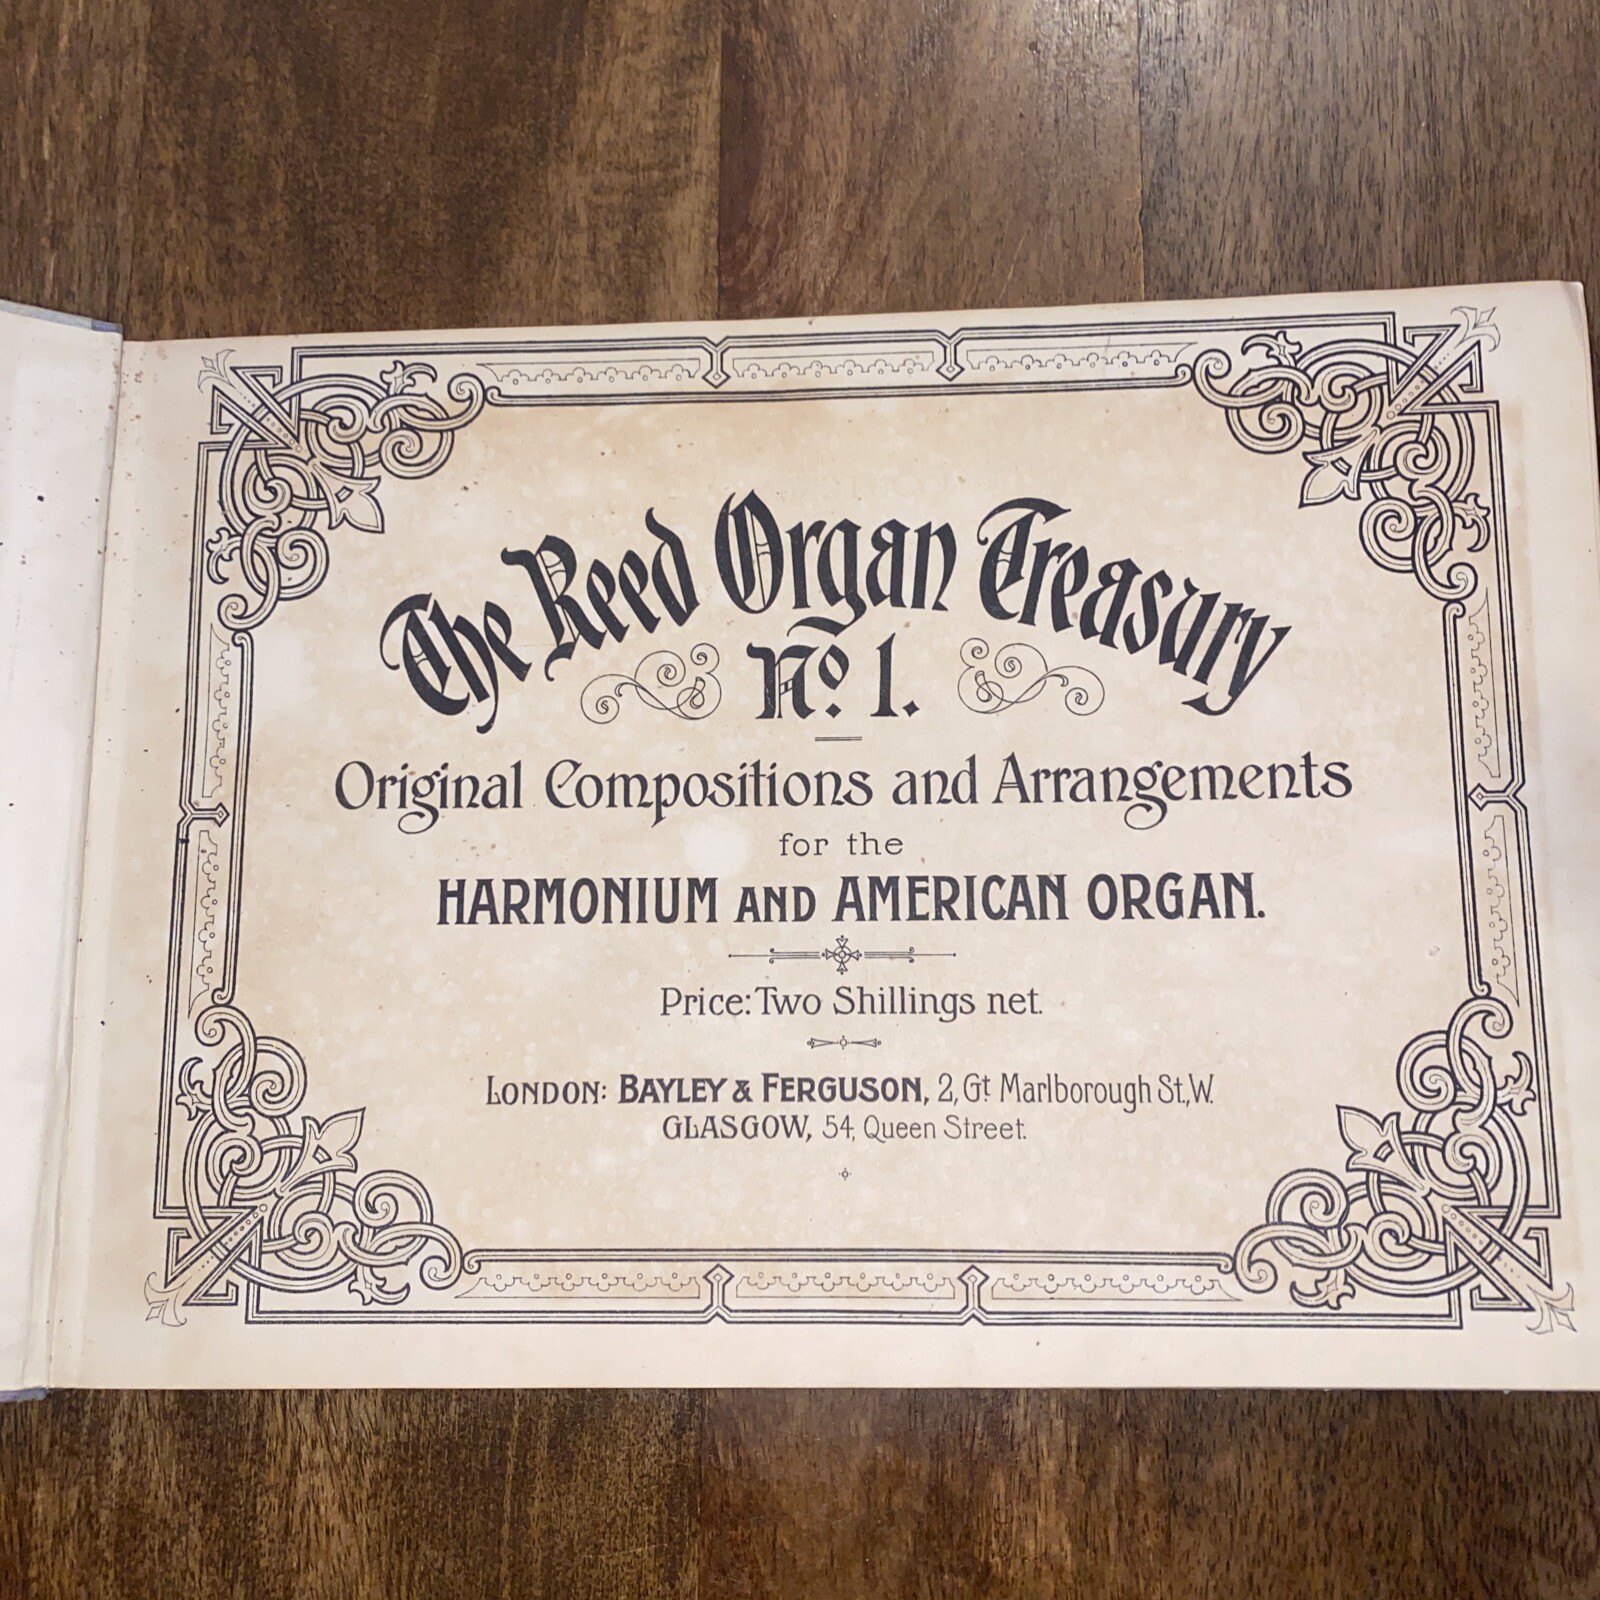 The Reed Organ Treasury
No. 1.
Original Compositions and Arrangements
for the
HARMONIUM AND AMERICAN ORGAN.
Price: Two Shillings net.
LONDON: BAYLEY & FERGUSON, 2, Gt Marlborough St., W.
GLASGOW, 54, Queen Street.